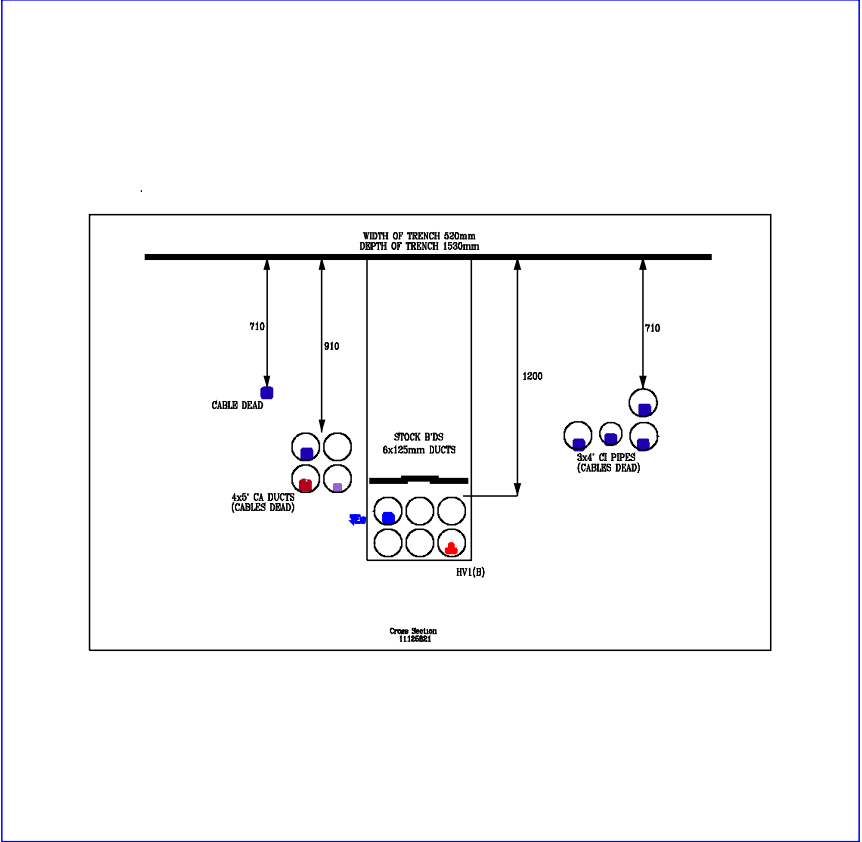 WIDTH OF TRENCH 520mm
DEPTH OF TRENCH 1530mm
710
910
710
1200
CABLE DEAD
STOCK B'DS
6x125mm DUCTS
3x4' CI PIPES
(CABLES DEAD)
4x5' CA DUCTS
(CABLES DEAD)
HV1(B)
Cross Section
11125821